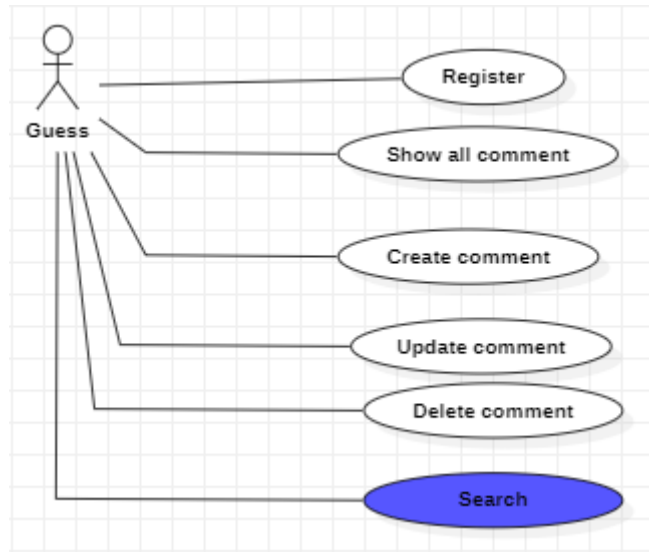 Register
Guess
Show all comment
Create comment
Update comment
Delete comment
Search